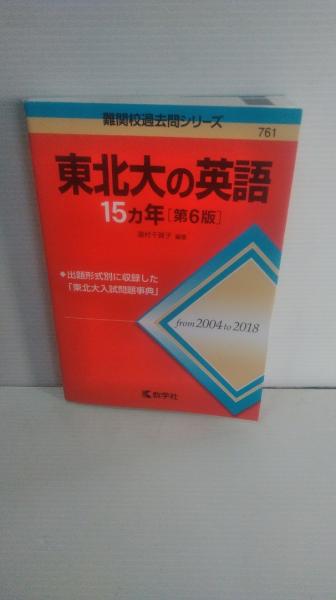 難関校過去問シリーズ
761
東北大の英語
15カ年[第6版]
編著
◆出題形式別に収録した
「東北大入試問題事典」
from 2004 to 2018
教学社